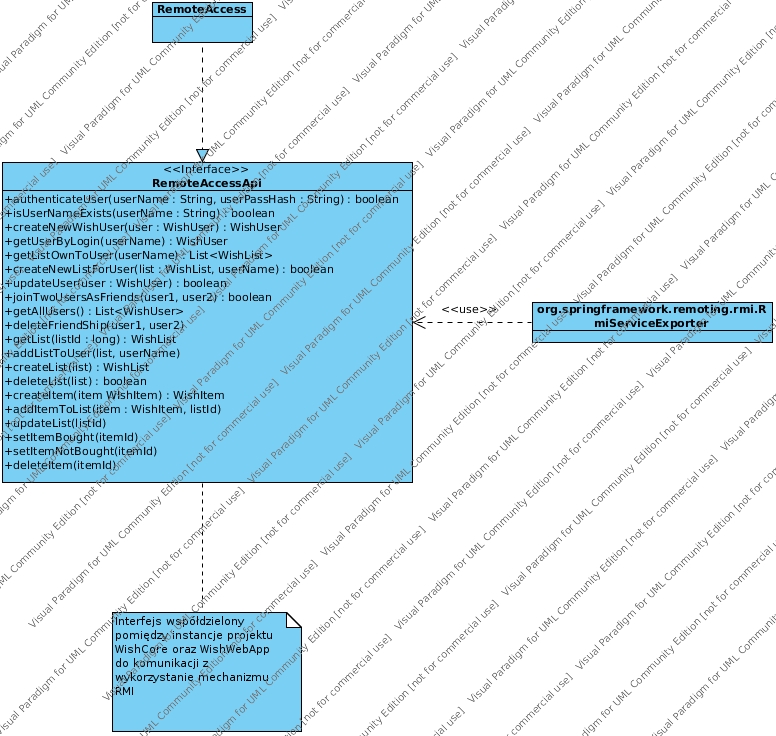 RemoteAccess
<<Interface>>
RemoteAccessApi
+authenticateUser(userName : String, userPassHash : String) : boolean
+isUserNameExists(userName : String) : boolean
+createNewWishUser(user : WishUser) : WishUser
+getUserByLogin(userName) : WishUser
+getListOwnToUser(userName) : List<WishList>
+createNewListForUser(list : WishList, userName) : boolean
+updateUser(user : WishUser) : boolean
+joinTwoUsersAsFriends(user1, user2) : boolean
+getAllUsers() : List<WishUser>
+deleteFriendShip(user1, user2)
+getList(listId : long) : WishList
+addListToUser(list, userName)
+createList(list) : WishList
+deleteList(list) : boolean
+createItem(item WIshItem) : WishItem
+addItemToList(item : WishItem, listId)
+updateList(listId)
+setItemBought(itemId)
+setItemNotBought(itemId)
+deleteItem(itemId)
<<use>>
org.springframework.remoting.rmi.R
miServiceExporter
Interfejs współdzielony
pomiędzy instancje projektu
WishCore oraz WishWebApp
do komunikacji z
wykorzystanie mechanizmu
RMI
Visual Paradigm for UML Community Edition [not for commercial use]